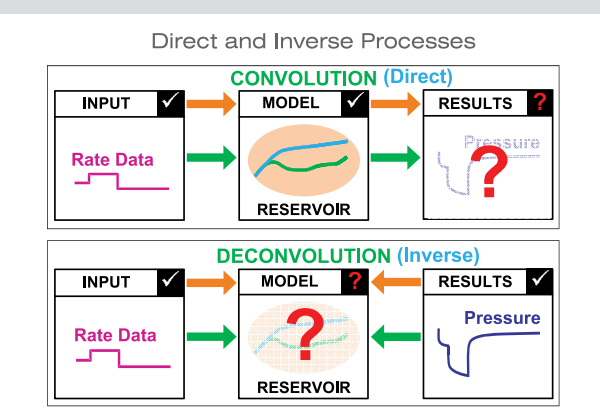 Direct and Inverse Processes
CONVOLUTION (Direct)
INPUT ✓ MODEL ✓ RESULTS ?
Rate Data
Pressure
?
RESERVOIR
DECONVOLUTION (Inverse)
INPUT ✓ MODEL ? RESULTS ✓
Pressure
Rate Data
?
RESERVOIR